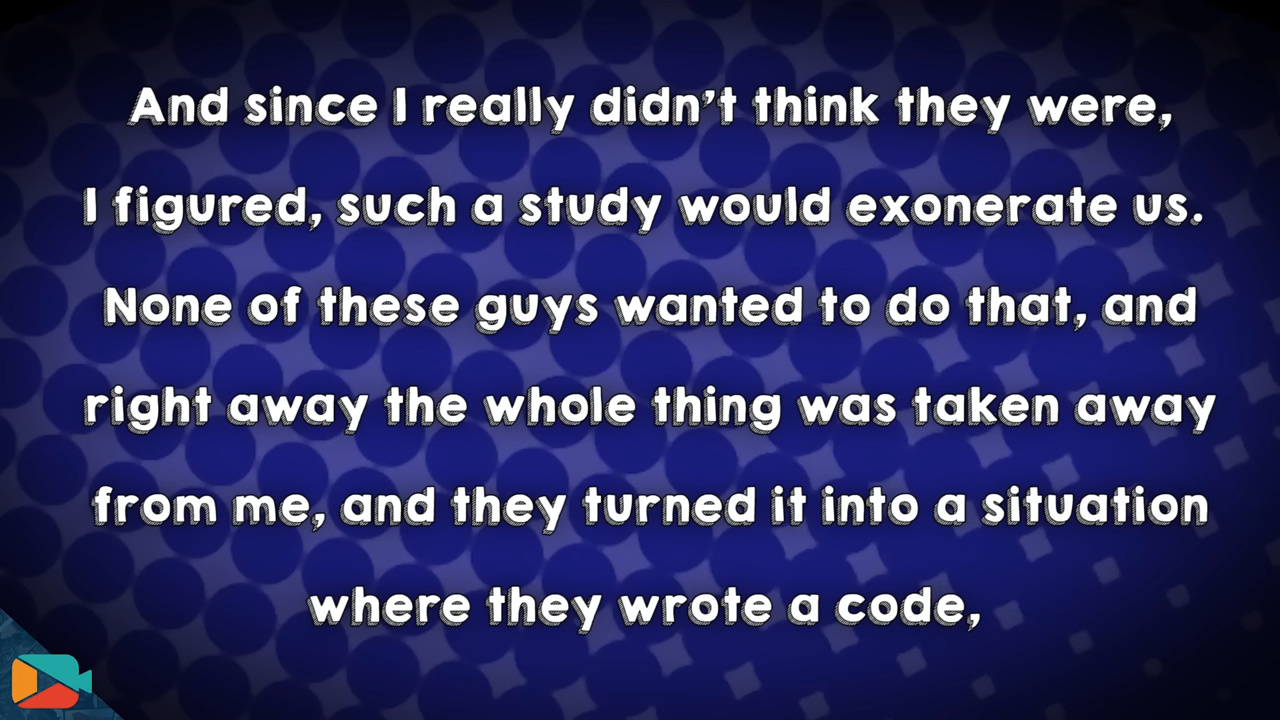 And since I really didn't think they were,
I figured, such a study would exonerate us.
None of these guys wanted to do that, and
right away the whole thing was taken away
from me, and they turned it into a situation
where they wrote a code,